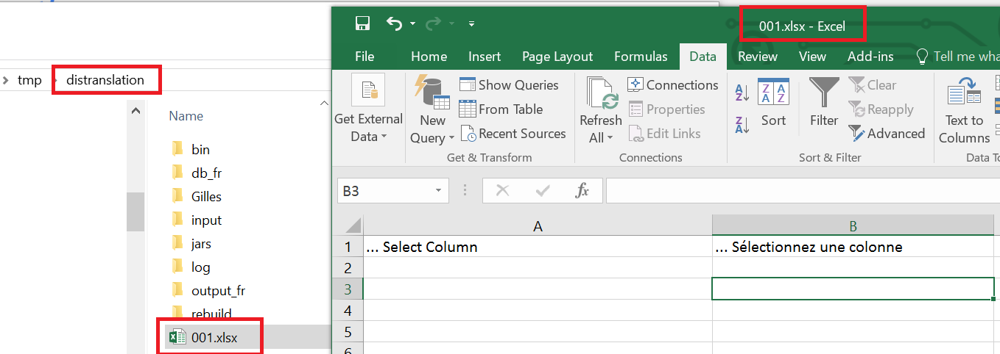 001.xlsx - Excel
File Home Insert Page Layout Formulas Data Review View Add-ins Tell me wha
tmp distranslation
Name
bin
db_fr
Gilles
input
jars
log
output_fr
rebuild
001.xlsx
Get External
Data
New
Query
Show Queries
From Table
Recent Sources
Get & Transform
Refresh
All
Connections
Properties
Edit Links
Connections
A
Z
Z
A
Z A
A Z
Sort
Filter
Clear
Reapply
Advanced
Sort & Filter
Text to
Columns
Data To
B3 fx
A B
1 ... Select Column ... Sélectionnez une colonne
2
3
4
5
6